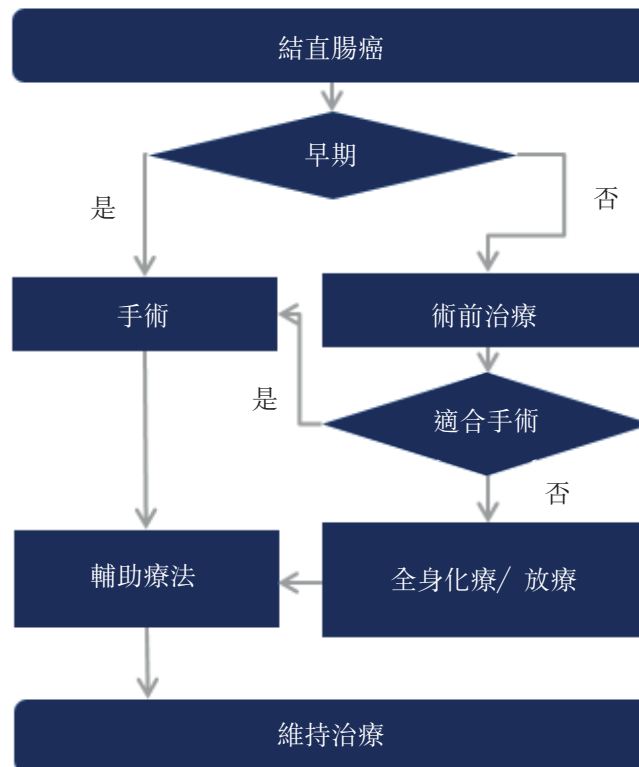 結直腸癌
早期
是
否
手術
術前治療
是
適合手術
否
輔助療法
全身化療/ 放療
維持治療